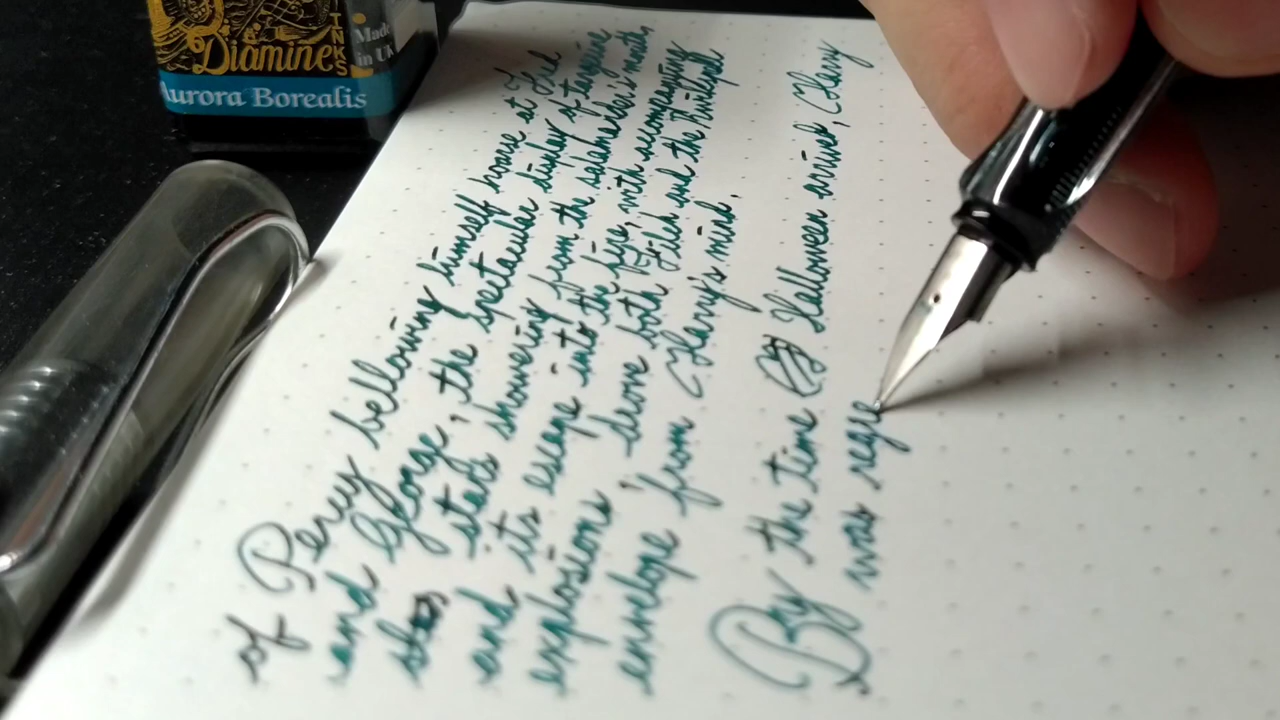 Diamine
INKS
Made
in UK
Aurora Borealis
of Percy bellowing himself hoarse at Fred
and George, the spectacular display of tangerine
stars showering from the salamander's mouth,
and its escape into the fire, with accompanying
explosions, drove both Filch and the Kwikspell
envelope from Harry's mind.
By the time Halloween arrived, Harry
was regre